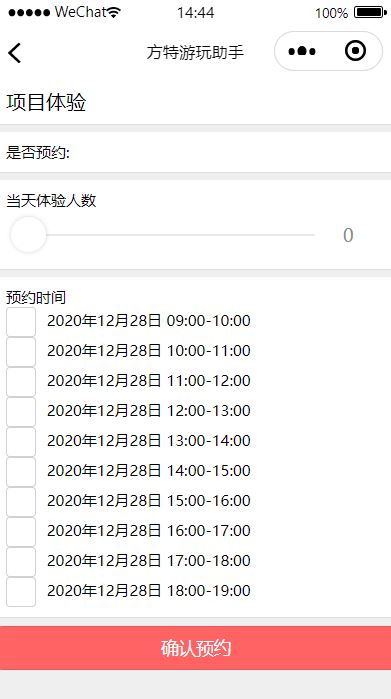 WeChat 14:44 100%
方特游玩助手
项目体验
是否预约:
当天体验人数
0
预约时间
2020年12月28日 09:00-10:00
2020年12月28日 10:00-11:00
2020年12月28日 11:00-12:00
2020年12月28日 12:00-13:00
2020年12月28日 13:00-14:00
2020年12月28日 14:00-15:00
2020年12月28日 15:00-16:00
2020年12月28日 16:00-17:00
2020年12月28日 17:00-18:00
2020年12月28日 18:00-19:00
确认预约